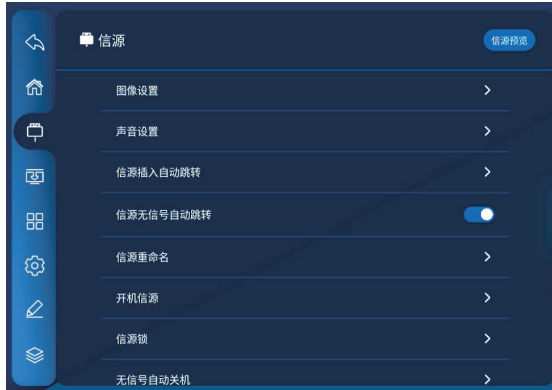 信源
信源预览
图像设置
声音设置
信源插入自动跳转
信源无信号自动跳转
信源重命名
开机信源
信源锁
无信号自动关机